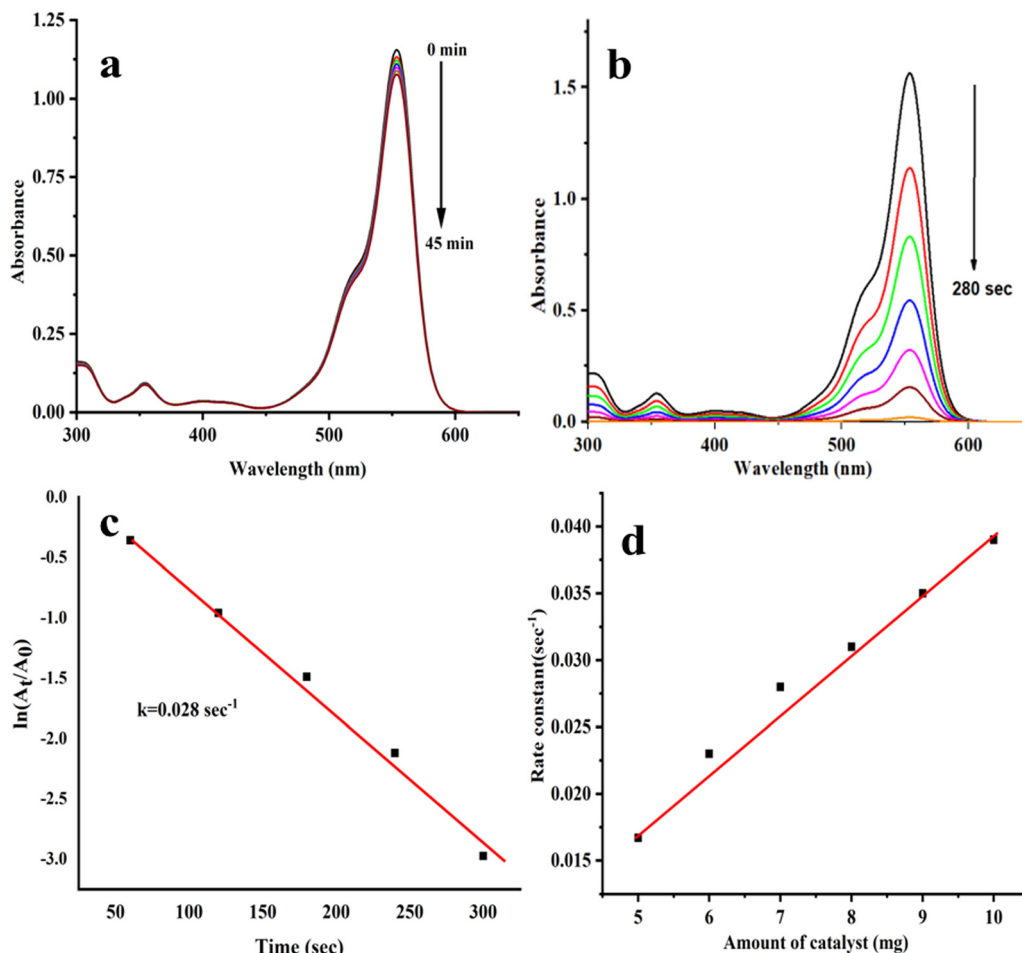 a
0 min
45 min
1.25
1.00
0.75
0.50
0.25
0.00
300
400
500
600
Absorbance
Wavelength (nm)
b
280 sec
1.5
1.0
0.5
0.0
300
400
500
600
Absorbance
Wavelength (nm)
c
k=0.028 sec⁻¹
0.0
-0.5
-1.0
-1.5
-2.0
-2.5
-3.0
50
100
150
200
250
300
ln(Aₜ/A₀)
Time (sec)
d
0.040
0.035
0.030
0.025
0.020
0.015
5
6
7
8
9
10
Rate constant(sec⁻¹)
Amount of catalyst (mg)